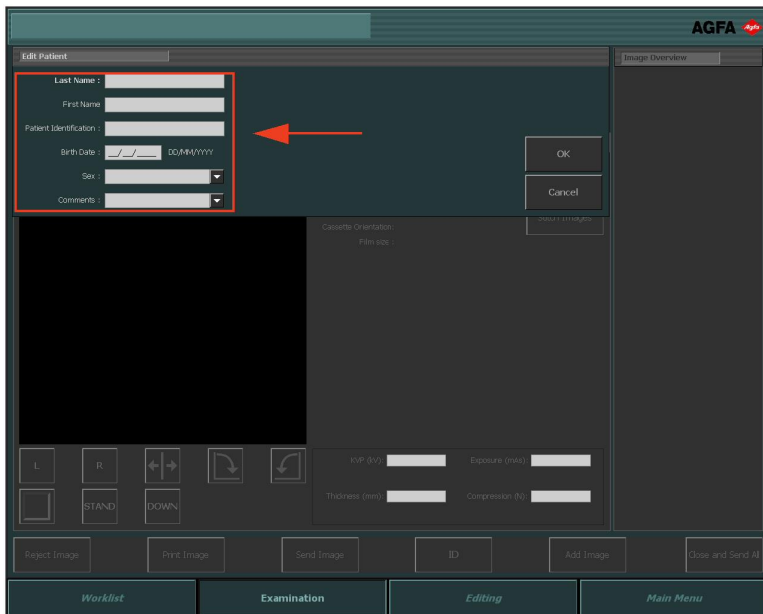 AGFA
Agfa
Edit Patient
Image Overview
Last Name :
First Name
Patient Identification :
Birth Date : __/__/____ DD/MM/YYYY
Sex :
Comments :
OK
Cancel
Cassette Orientation:
Film size :
Images
KVP (kV):
Exposure (mAs):
Thickness (mm):
Compression (N):
L
R
STAND
DOWN
Reject Image
Print Image
Send Image
ID
Add Image
Close and Send All
Worklist
Examination
Editing
Main Menu